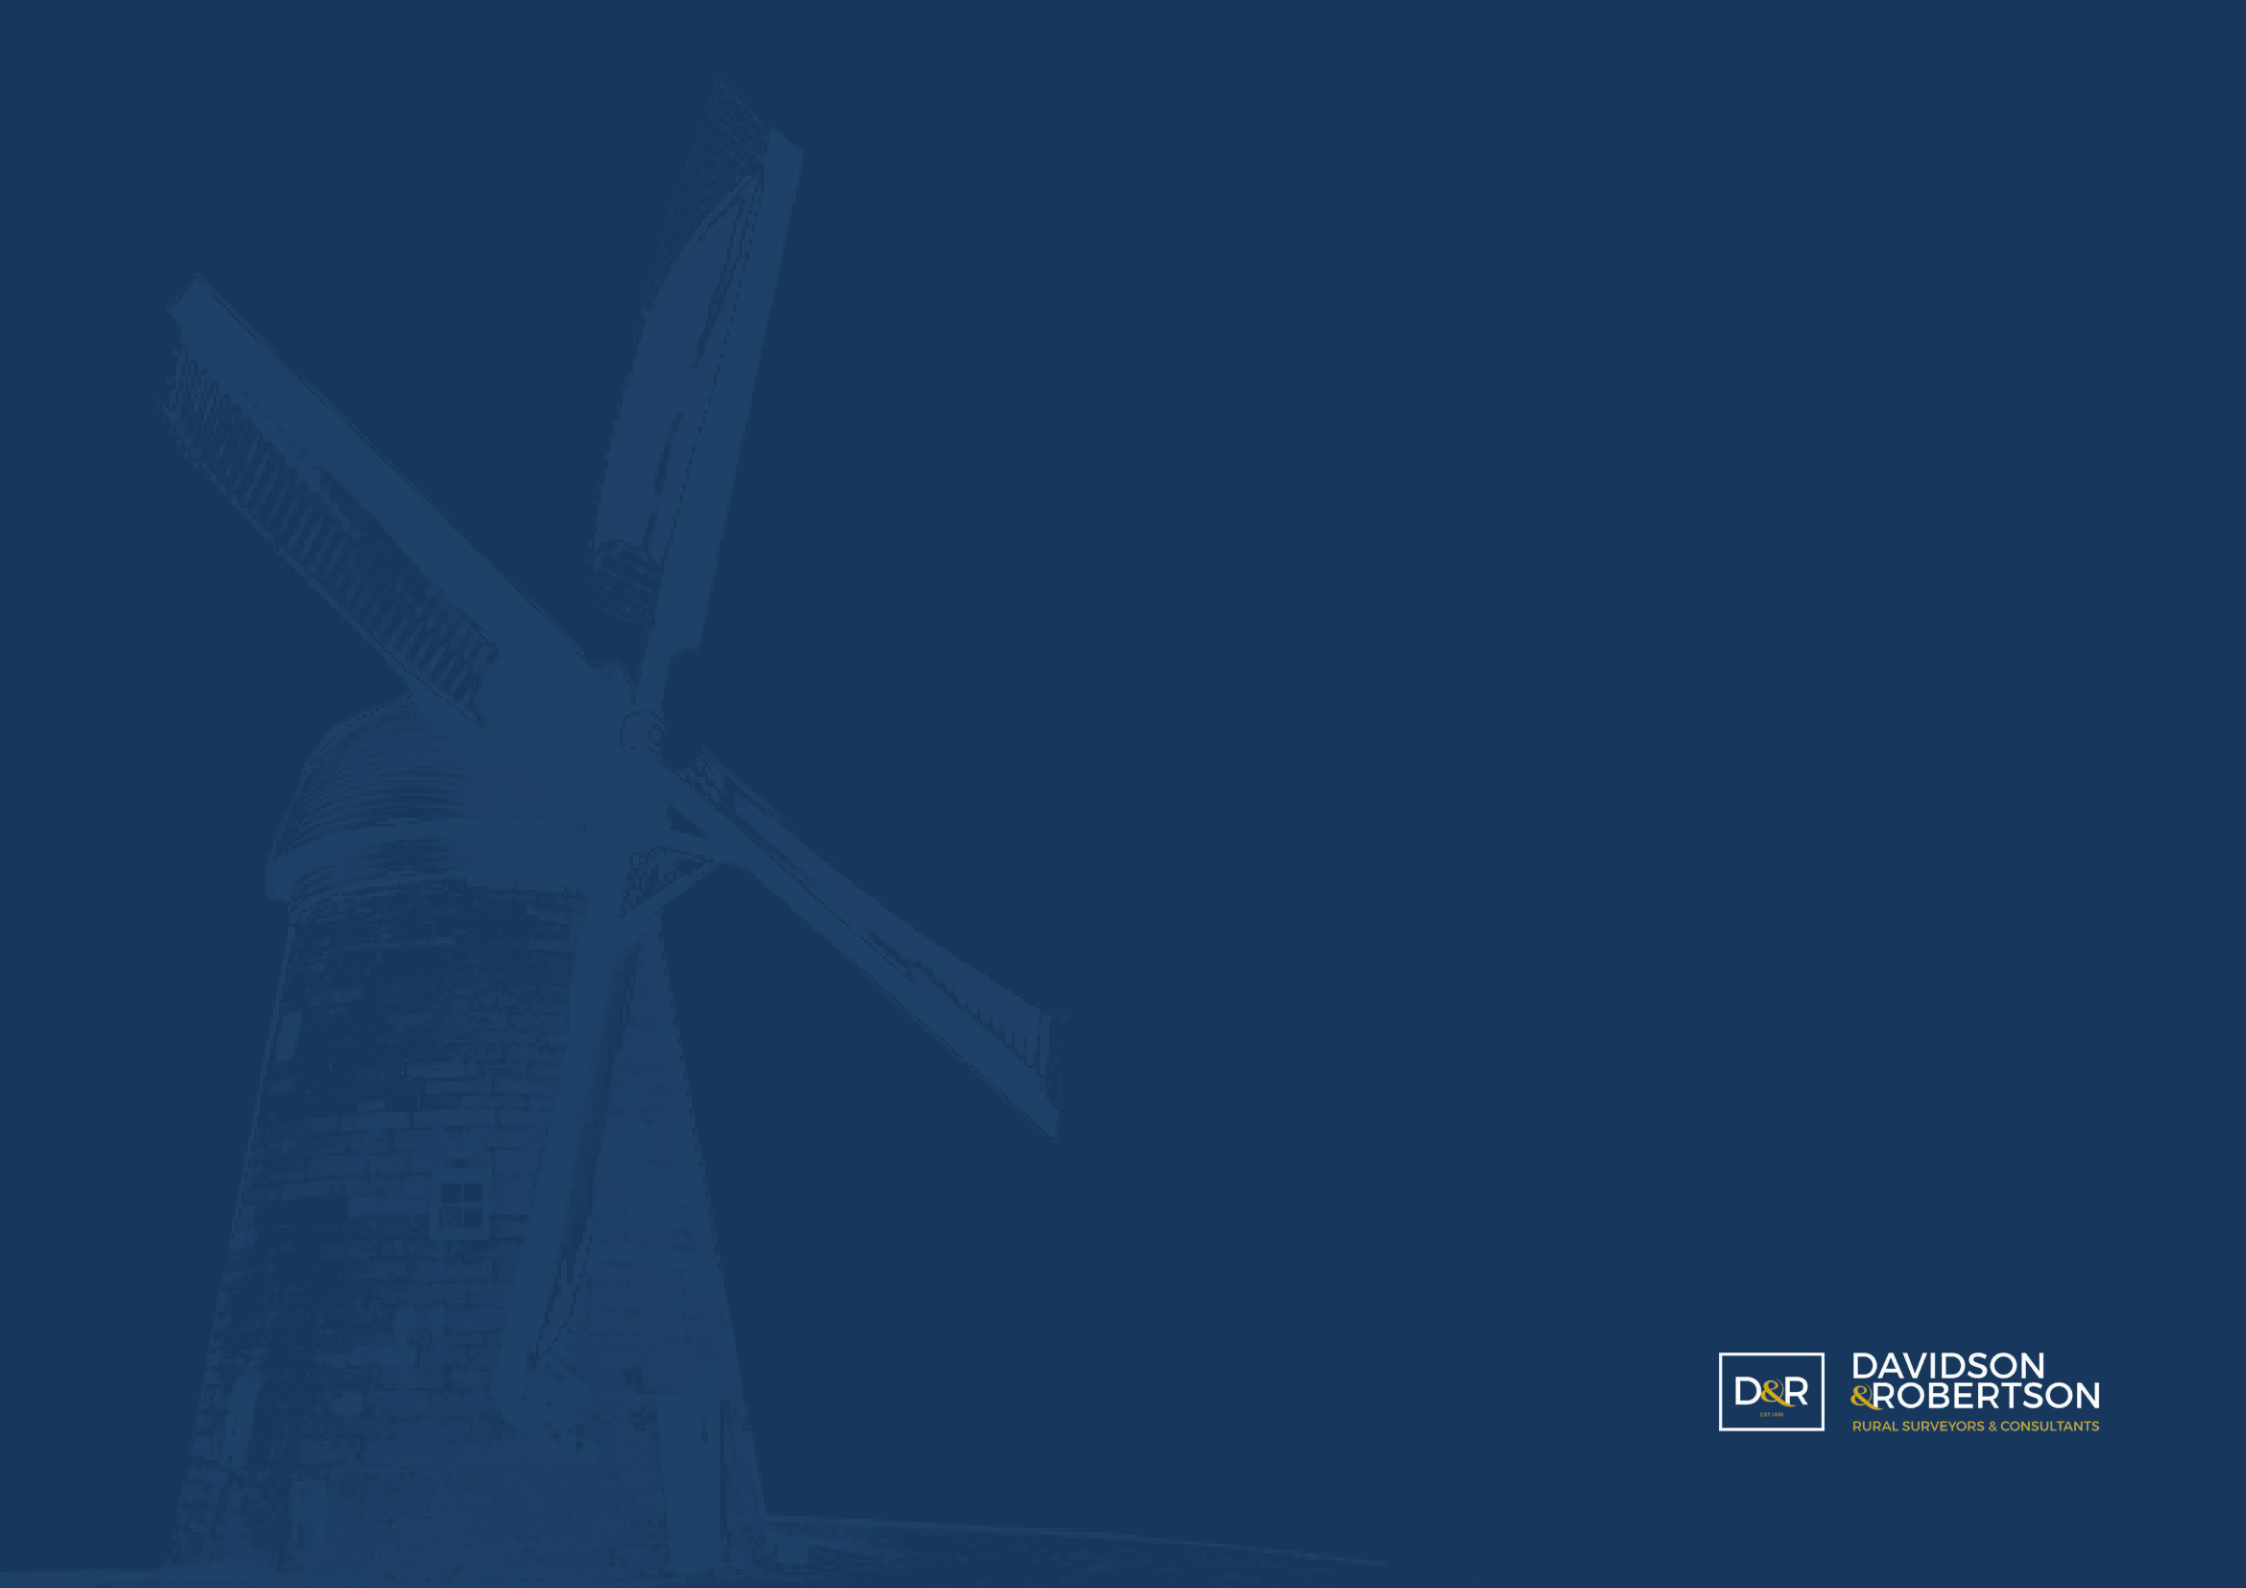 D&R
DAVIDSON
&ROBERTSON
RURAL SURVEYORS & CONSULTANTS